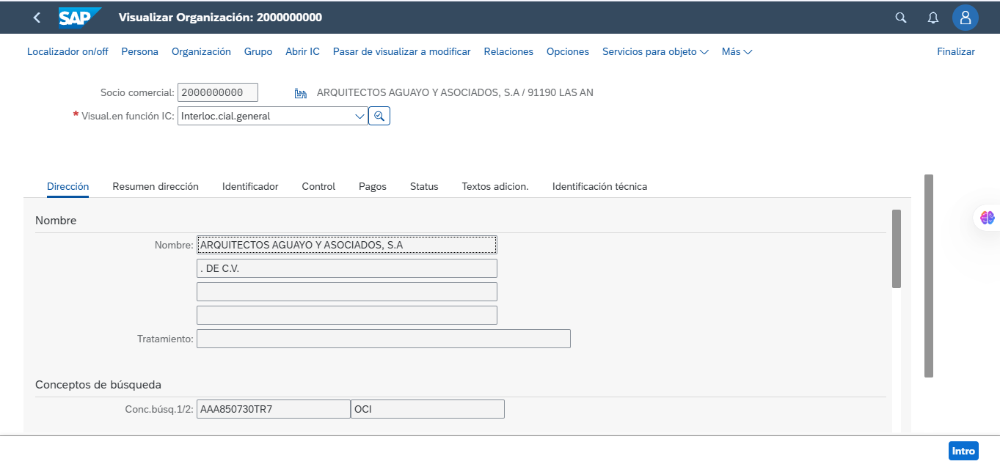 SAP Visualizar Organización: 2000000000
Localizador on/off Persona Organización Grupo Abrir IC Pasar de visualizar a modificar Relaciones Opciones Servicios para objeto Más Finalizar
Socio comercial: 2000000000 ARQUITECTOS AGUAYO Y ASOCIADOS, S.A / 91190 LAS AN
* Visual.en función IC: Interloc.cial.general
Dirección Resumen dirección Identificador Control Pagos Status Textos adicion. Identificación técnica
Nombre
Nombre: ARQUITECTOS AGUAYO Y ASOCIADOS, S.A
. DE C.V.
Tratamiento:
Conceptos de búsqueda
Conc.búsq.1/2: AAA850730TR7 OCI
Intro